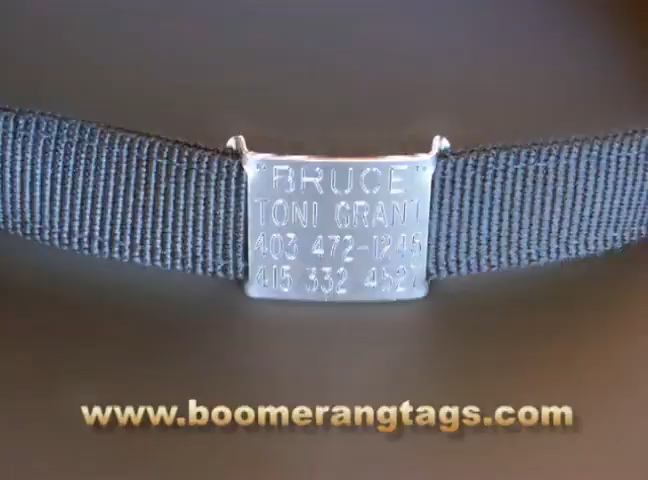 "BRUCE"
TONI GRANT
403 472-1245
415 332 4527
www.boomerangtags.com